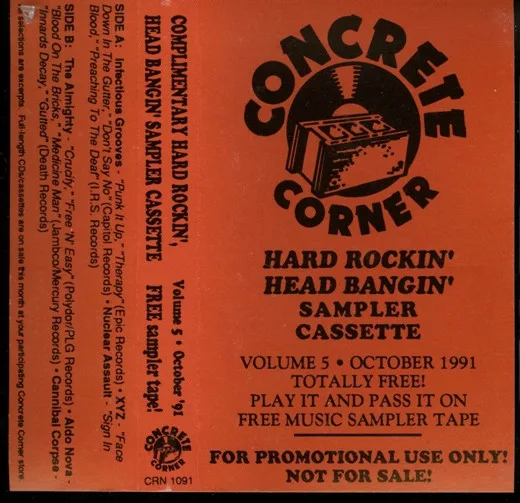 CONCRETE
CCC
CORNER
HARD ROCKIN'
HEAD BANGIN'
SAMPLER
CASSETTE
VOLUME 5 • OCTOBER 1991
TOTALLY FREE!
PLAY IT AND PASS IT ON
FREE MUSIC SAMPLER TAPE
FOR PROMOTIONAL USE ONLY!
NOT FOR SALE!
COMPLIMENTARY HARD ROCKIN',
HEAD BANGIN' SAMPLER CASSETTE
Volume 5 • October '91
FREE sampler tape!
CONCRETE
CORNER
CRN 1091
SIDE A: Infectious Grooves - "Punk It Up," "Therapy" (Epic Records) • XYZ - "Face
Down In The Gutter," "Don't Say No" (Capitol Records) • Nuclear Assault - "Sign In
Blood," "Preaching To The Deaf" (I.R.S. Records)
SIDE B: The Almighty - "Crucify," "Free 'N' Easy" (Polydor/PLG Records) • Aldo Nova -
"Blood On The Bricks," "Medicine Man" (Jambco/Mercury Records) • Cannibal Corpse -
"Innards Decay," "Gutted" (Death Records)
selections are excerpts. Full-length CDs/cassettes are on sale this month at your participating Concrete Corner store